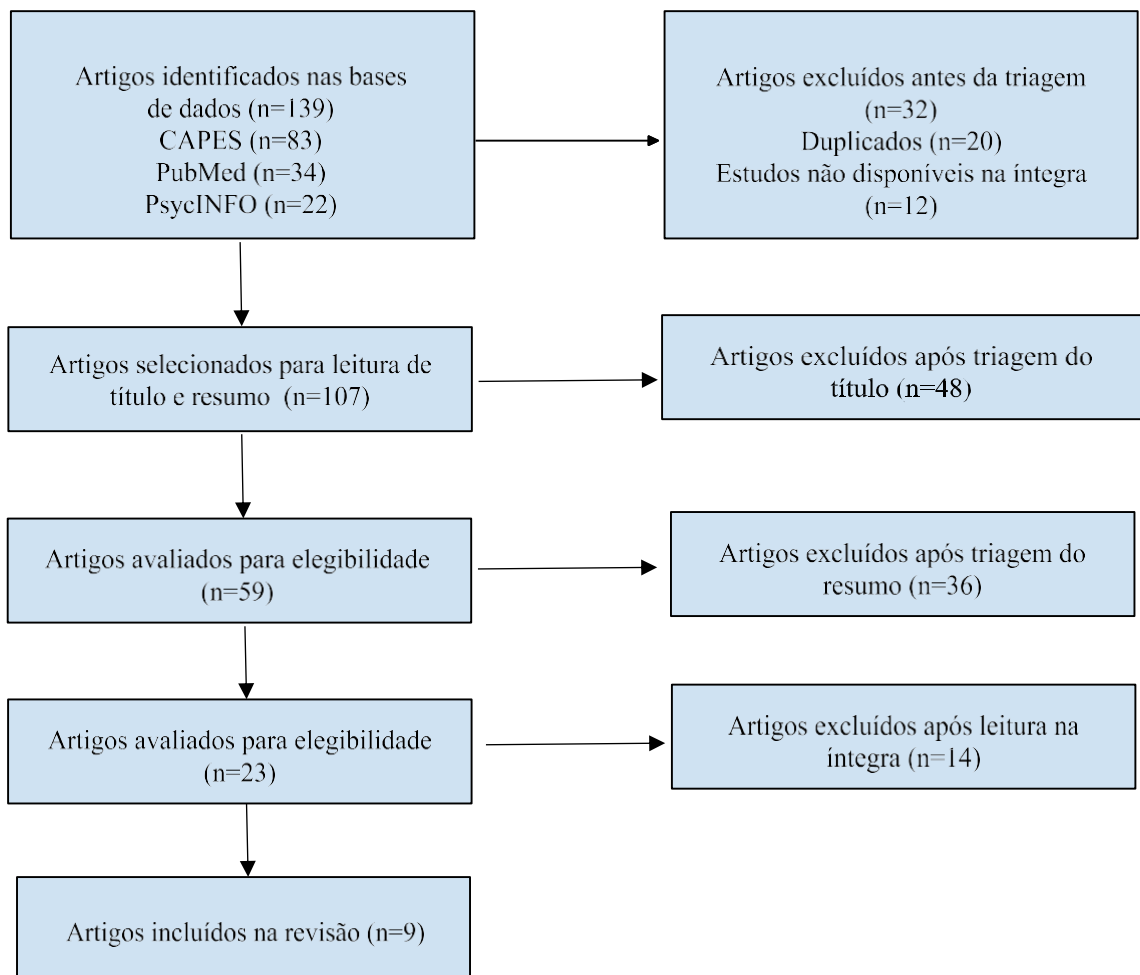 Artigos identificados nas bases
de dados (n=139)
CAPES (n=83)
PubMed (n=34)
PsycINFO (n=22)
Artigos excluídos antes da triagem
(n=32)
Duplicados (n=20)
Estudos não disponíveis na íntegra
(n=12)
Artigos selecionados para leitura de
título e resumo (n=107)
Artigos excluídos após triagem do
título (n=48)
Artigos avaliados para elegibilidade
(n=59)
Artigos excluídos após triagem do
resumo (n=36)
Artigos avaliados para elegibilidade
(n=23)
Artigos excluídos após leitura na
íntegra (n=14)
Artigos incluídos na revisão (n=9)